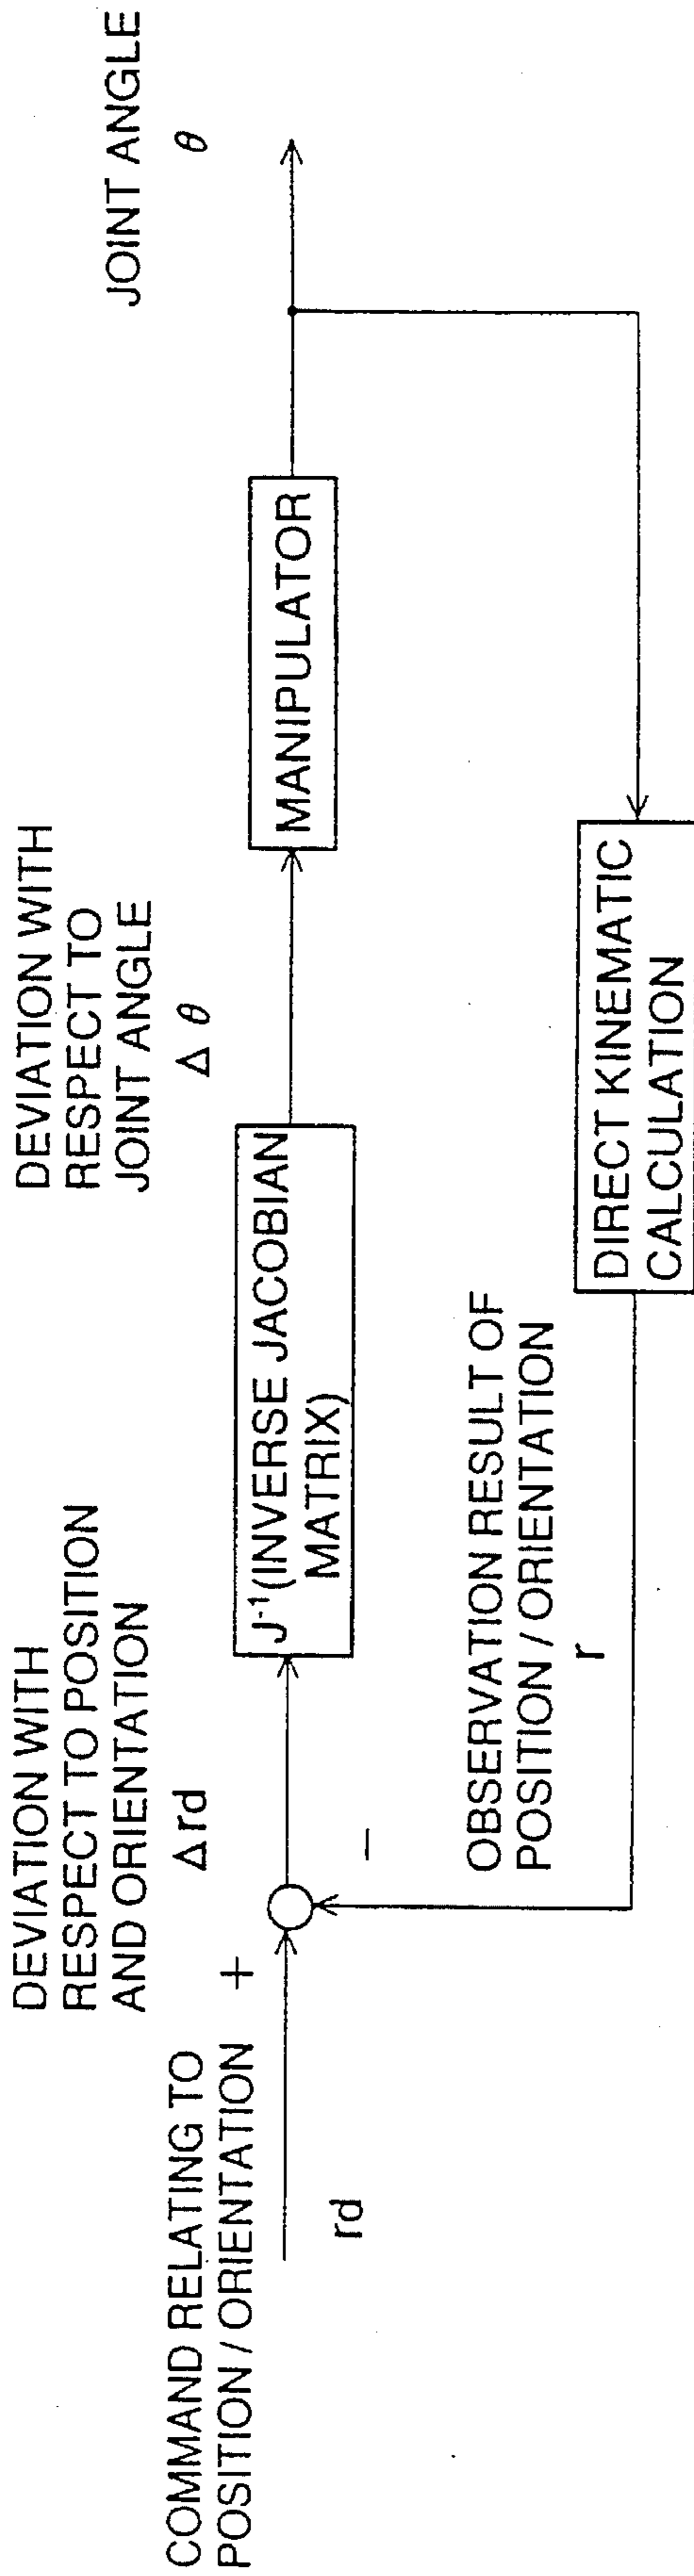 COMMAND RELATING TO
POSITION / ORIENTATION
rd
+
−
DEVIATION WITH
RESPECT TO POSITION
AND ORIENTATION
Δrd
J⁻¹(INVERSE JACOBIAN
MATRIX)
DEVIATION WITH
RESPECT TO
JOINT ANGLE
Δθ
MANIPULATOR
JOINT ANGLE
θ
DIRECT KINEMATIC
CALCULATION
OBSERVATION RESULT OF
POSITION / ORIENTATION
r